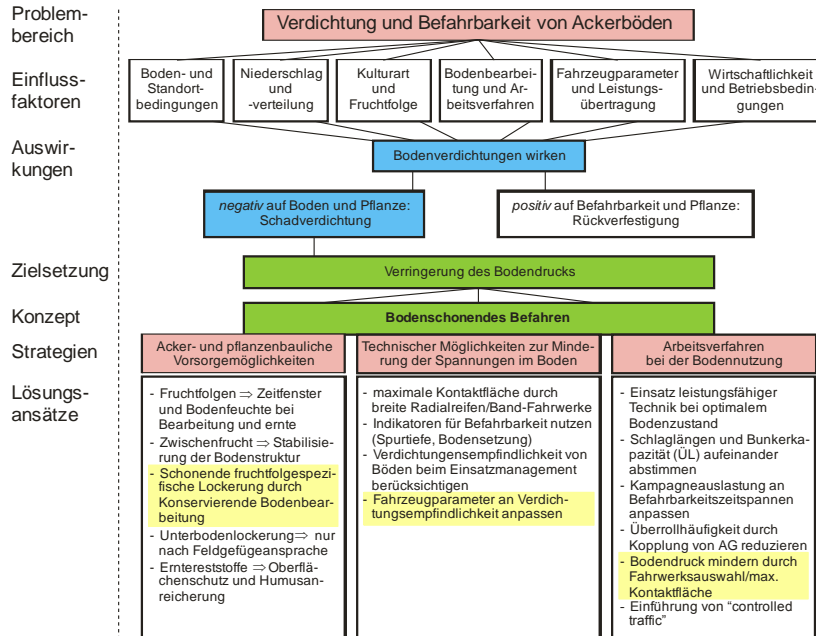 Problem-
bereich
Verdichtung und Befahrbarkeit von Ackerböden
Einfluss-
faktoren
Boden- und
Standort-
bedingungen
Niederschlag
und
-verteilung
Kulturart
und
Fruchtfolge
Bodenbearbei-
tung und Ar-
beitsverfahren
Fahrzeugparameter
und Leistungs-
übertragung
Wirtschaftlichkeit
und Betriebsbedin-
gungen
Auswir-
kungen
Bodenverdichtungen wirken
negativ auf Boden und Pflanze:
Schadverdichtung
positiv auf Befahrbarkeit und Pflanze:
Rückverfestigung
Zielsetzung
Verringerung des Bodendrucks
Konzept
Bodenschonendes Befahren
Strategien
Acker- und pflanzenbauliche
Vorsorgemöglichkeiten
Technischer Möglichkeiten zur Minde-
rung der Spannungen im Boden
Arbeitsverfahren
bei der Bodennutzung
Lösungs-
ansätze
- Fruchtfolgen ⇒ Zeitfenster
und Bodenfeuchte bei
Bearbeitung und ernte
- Zwischenfrucht ⇒ Stabilisie-
rung der Bodenstruktur
- Schonende fruchtfolgespezi-
fische Lockerung durch
Konservierende Bodenbear-
beitung
- Unterbodenlockerung ⇒ nur
nach Feldgefügeansprache
- Erntereststoffe ⇒ Oberflä-
chenschutz und Humusan-
reicherung
- maximale Kontaktfläche durch
breite Radialreifen/Band-Fahrwerke
- Indikatoren für Befahrbarkeit nutzen
(Spurtiefe, Bodensetzung)
- Verdichtungensempfindlichkeit von
Böden beim Einsatzmanagement
berücksichtigen
- Fahrzeugparameter an Verdich-
tungsempfindlichkeit anpassen
- Einsatz leistungsfähiger
Technik bei optimalem
Bodenzustand
- Schlaglängen und Bunkerka-
pazität (ÜL) aufeinander
abstimmen
- Kampagneauslastung an
Befahrbarkeitszeitspannen
anpassen
- Überrollhäufigkeit durch
Kopplung von AG reduzieren
- Bodendruck mindern durch
Fahrwerksauswahl/max.
Kontaktfläche
- Einführung von “controlled
traffic”